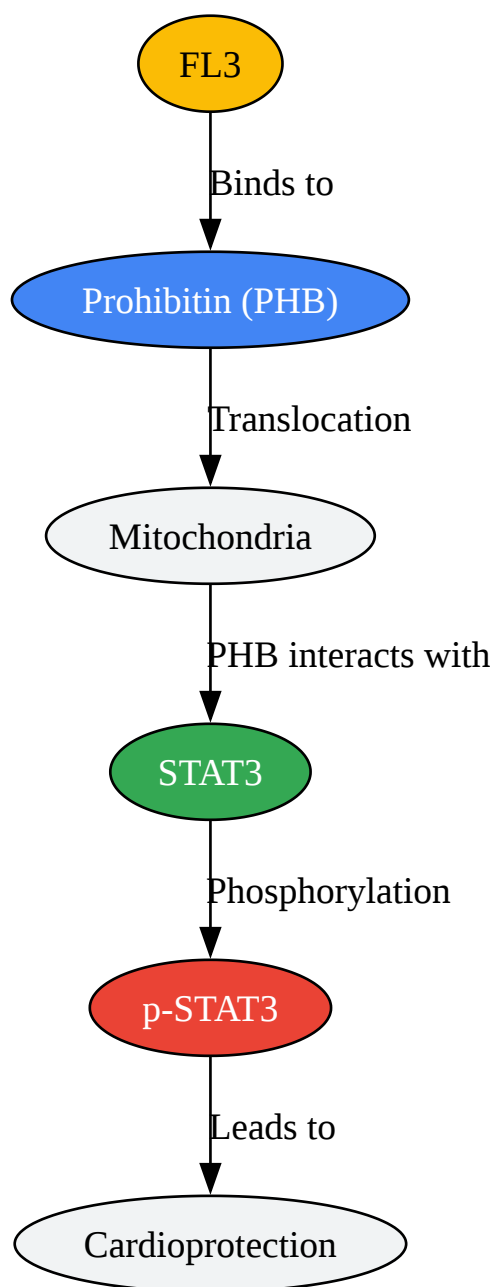 FL3
Binds to
Prohibitin (PHB)
Translocation
Mitochondria
PHB interacts with
STAT3
Phosphorylation
p-STAT3
Leads to
Cardioprotection